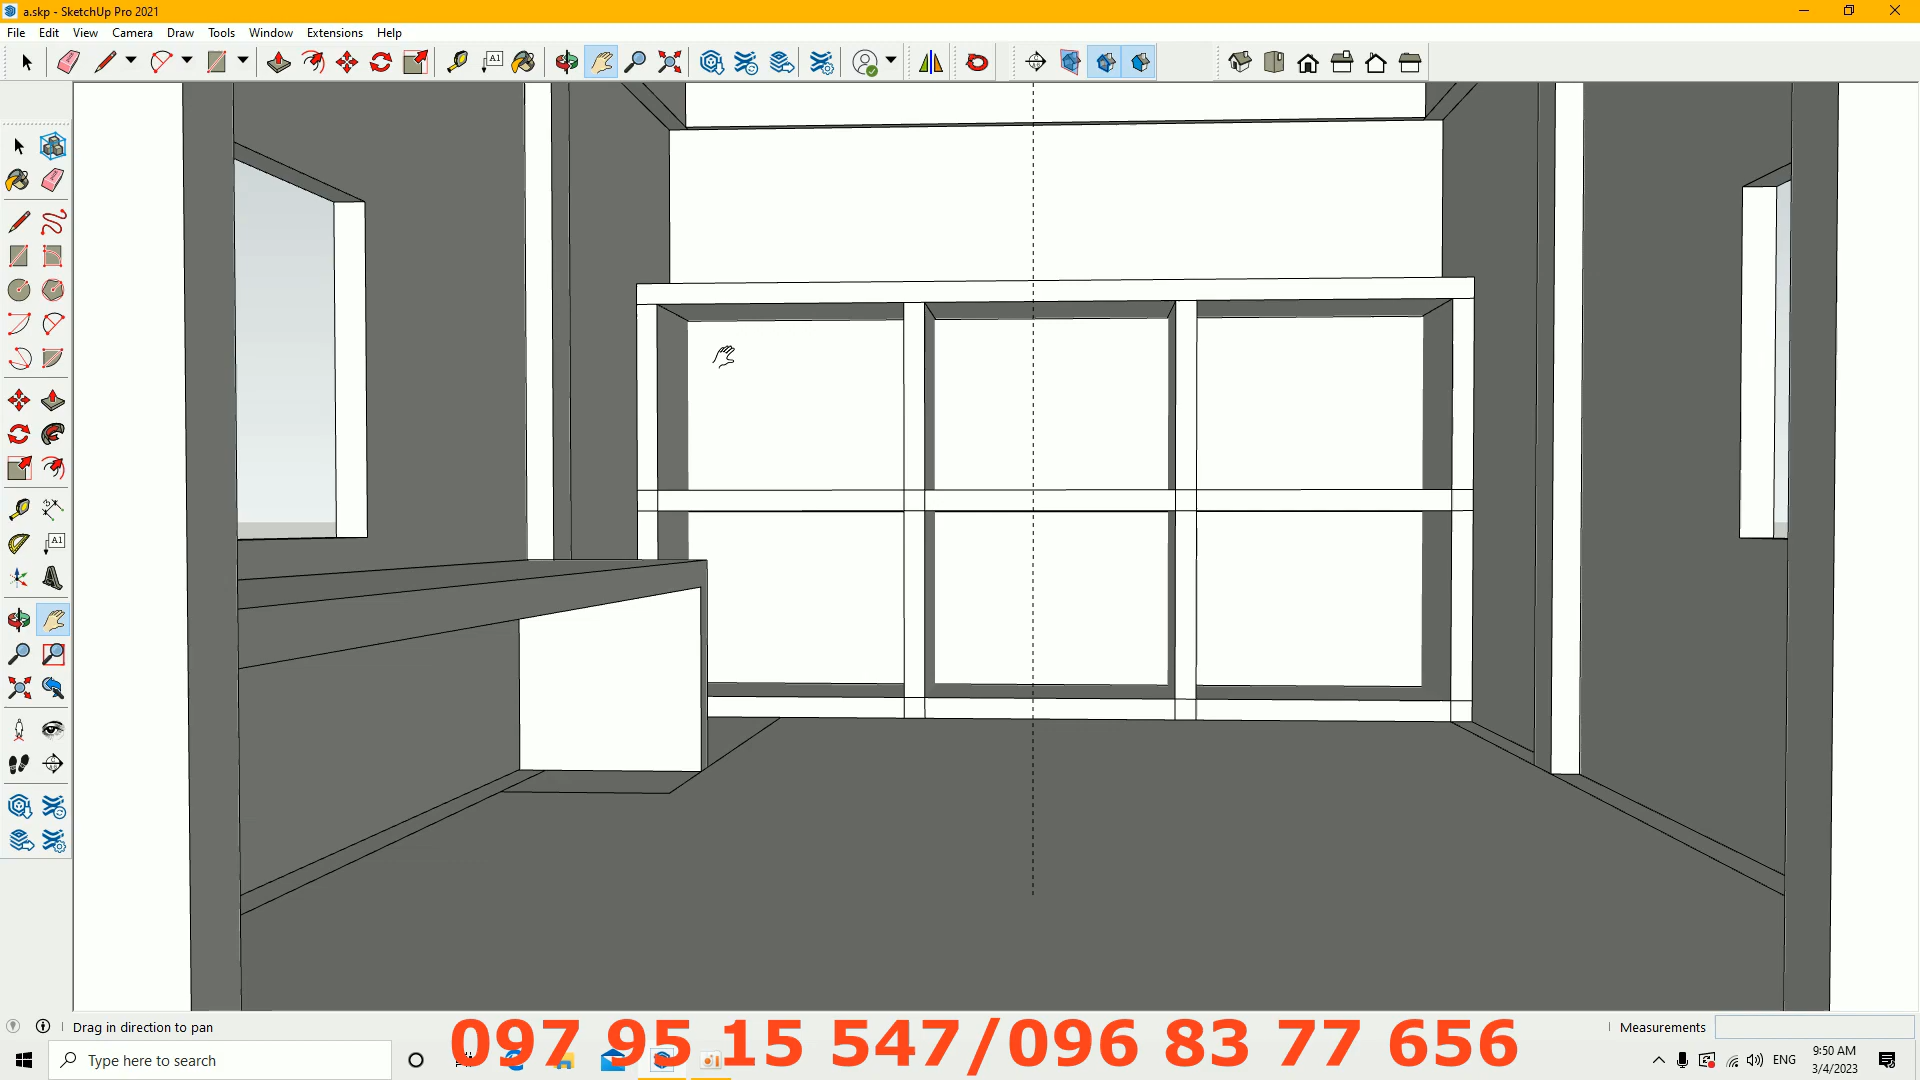 a.skp - SketchUp Pro 2021
File Edit View Camera Draw Tools Window Extensions Help
A1
A1
Drag in direction to pan
Measurements
097 95 15 547/096 83 77 656
Type here to search
ENG
9:50 AM
3/4/2023